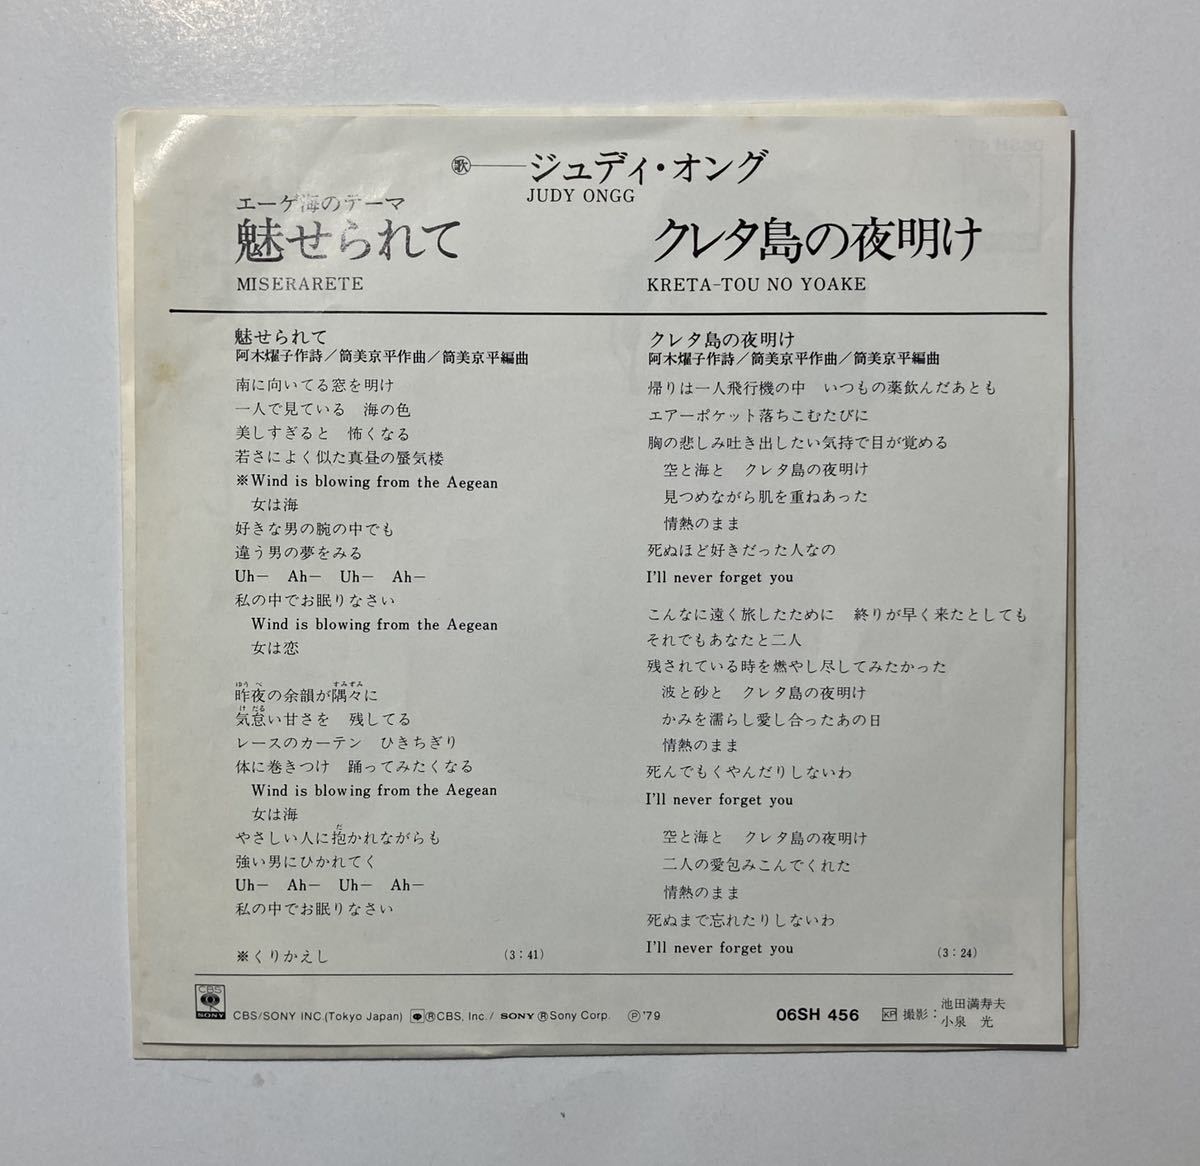 歌 ジュディ・オング
JUDY ONGG
エーゲ海のテーマ
魅せられて
MISERARETE
クレタ島の夜明け
KRETA-TOU NO YOAKE
魅せられて
阿木燿子作詩／筒美京平作曲／筒美京平編曲
南に向いてる窓を明け
一人で見ている 海の色
美しすぎると 怖くなる
若さによく似た真昼の蜃気楼
※Wind is blowing from the Aegean
女は海
好きな男の腕の中でも
違う男の夢をみる
Uh− Ah− Uh− Ah−
私の中でお眠りなさい
Wind is blowing from the Aegean
女は恋
ゆうべ すみずみ
昨夜の余韻が隅々に
けだる
気怠い甘さを 残してる
レースのカーテン ひきちぎり
体に巻きつけ 踊ってみたくなる
Wind is blowing from the Aegean
女は海
だ
やさしい人に抱かれながらも
強い男にひかれてく
Uh− Ah− Uh− Ah−
私の中でお眠りなさい
※くりかえし (3：41)
クレタ島の夜明け
阿木燿子作詩／筒美京平作曲／筒美京平編曲
帰りは一人飛行機の中 いつもの薬飲んだあとも
エアーポケット落ちこむたびに
胸の悲しみ吐き出したい気持で目が覚める
空と海と クレタ島の夜明け
見つめながら肌を重ねあった
情熱のまま
死ぬほど好きだった人なの
I'll never forget you
こんなに遠く旅したために 終りが早く来たとしても
それでもあなたと二人
残されている時を燃やし尽してみたかった
波と砂と クレタ島の夜明け
かみを濡らし愛し合ったあの日
情熱のまま
死んでもくやんだりしないわ
I'll never forget you
空と海と クレタ島の夜明け
二人の愛包みこんでくれた
情熱のまま
死ぬまで忘れたりしないわ
I'll never forget you (3：24)
CBS
SONY
CBS/SONY INC.(Tokyo Japan) ⓇCBS, Inc./ SONY ⓇSony Corp. Ⓟ'79
06SH 456
KP 撮影：池田満寿夫
小泉 光